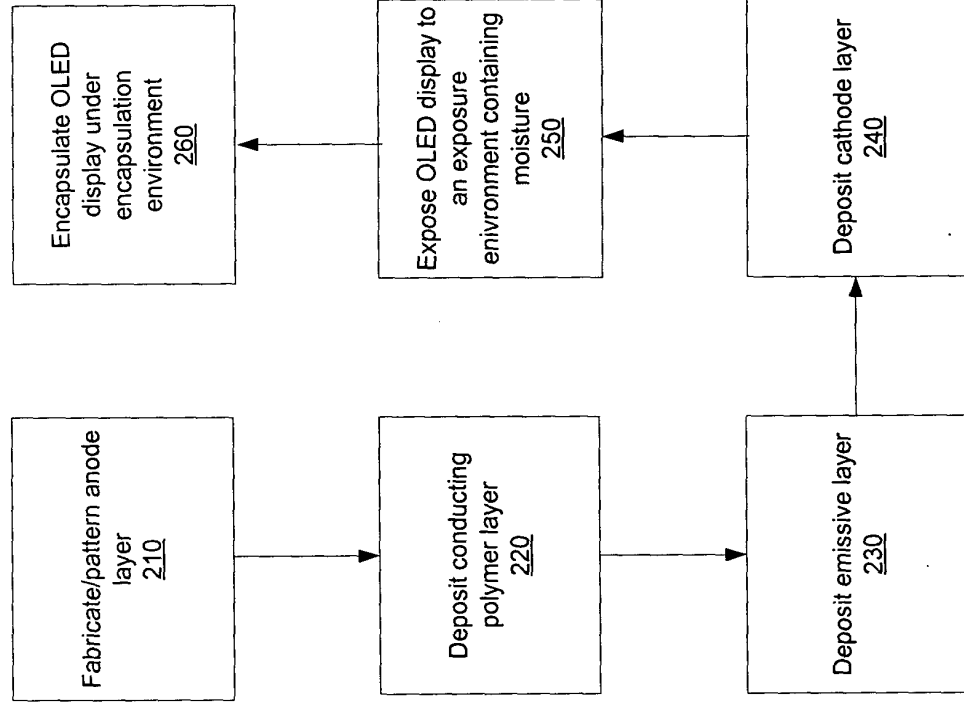 Fabricate/pattern anode
layer
210
Deposit conducting
polymer layer
220
Deposit emissive layer
230
Deposit cathode layer
240
Expose OLED display to
an exposure
enivronment containing
moisture
250
Encapsulate OLED
display under
encapsulation
environment
260